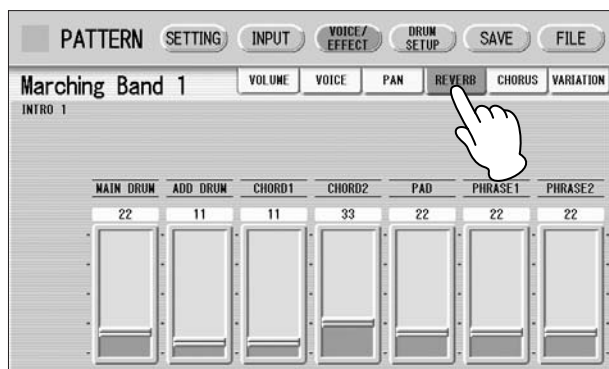 PATTERN SETTING INPUT VOICE/ EFFECT DRUM SETUP SAVE FILE
Marching Band 1 VOLUME VOICE PAN REVERB CHORUS VARIATION
INTRO 1
MAIN DRUM ADD DRUM CHORD1 CHORD2 PAD PHRASE1 PHRASE2
22 11 11 33 22 22 22